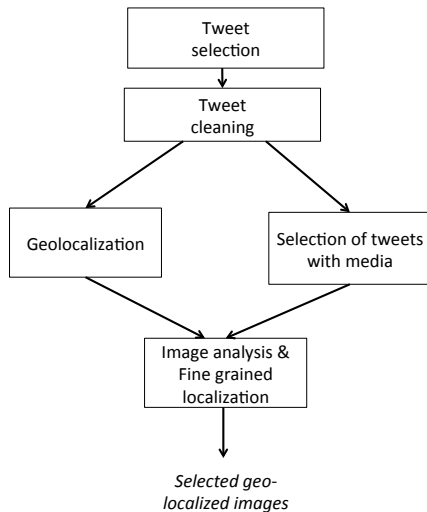 Tweet
selection
Tweet
cleaning
Geolocalization
Selection of tweets
with media
Image analysis &
Fine grained
localization
Selected geo-
localized images